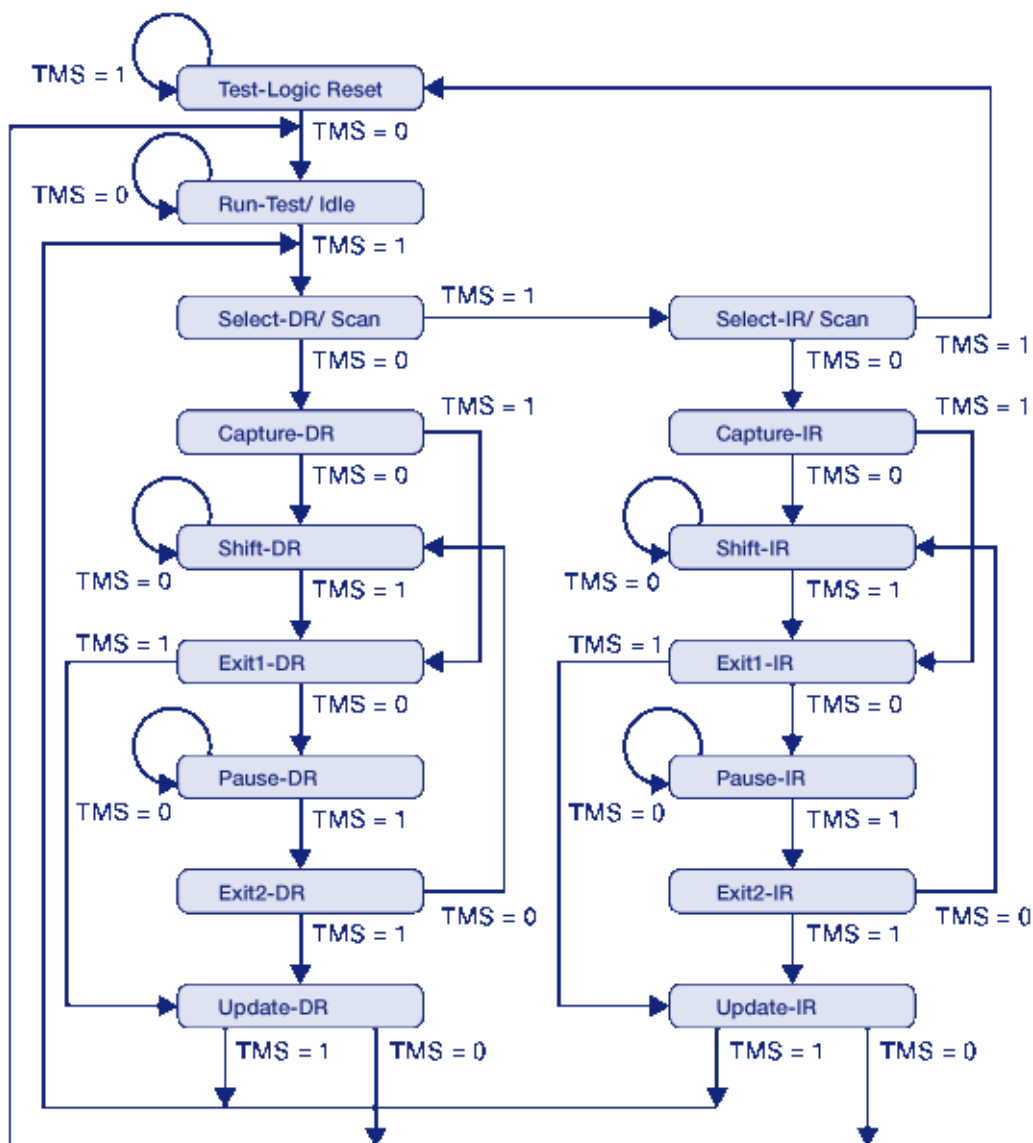 TMS = 1
Test-Logic Reset
TMS = 0
TMS = 0
Run-Test/ Idle
TMS = 1
Select-DR/ Scan
TMS = 1
Select-IR/ Scan
TMS = 0
TMS = 0
TMS = 1
Capture-DR
TMS = 1
Capture-IR
TMS = 1
TMS = 0
TMS = 0
Shift-DR
Shift-IR
TMS = 0
TMS = 1
TMS = 0
TMS = 1
TMS = 1
Exit1-DR
TMS = 1
Exit1-IR
TMS = 0
TMS = 0
Pause-DR
Pause-IR
TMS = 0
TMS = 1
TMS = 0
TMS = 1
Exit2-DR
TMS = 0
Exit2-IR
TMS = 0
TMS = 1
TMS = 1
Update-DR
Update-IR
TMS = 1
TMS = 0
TMS = 1
TMS = 0